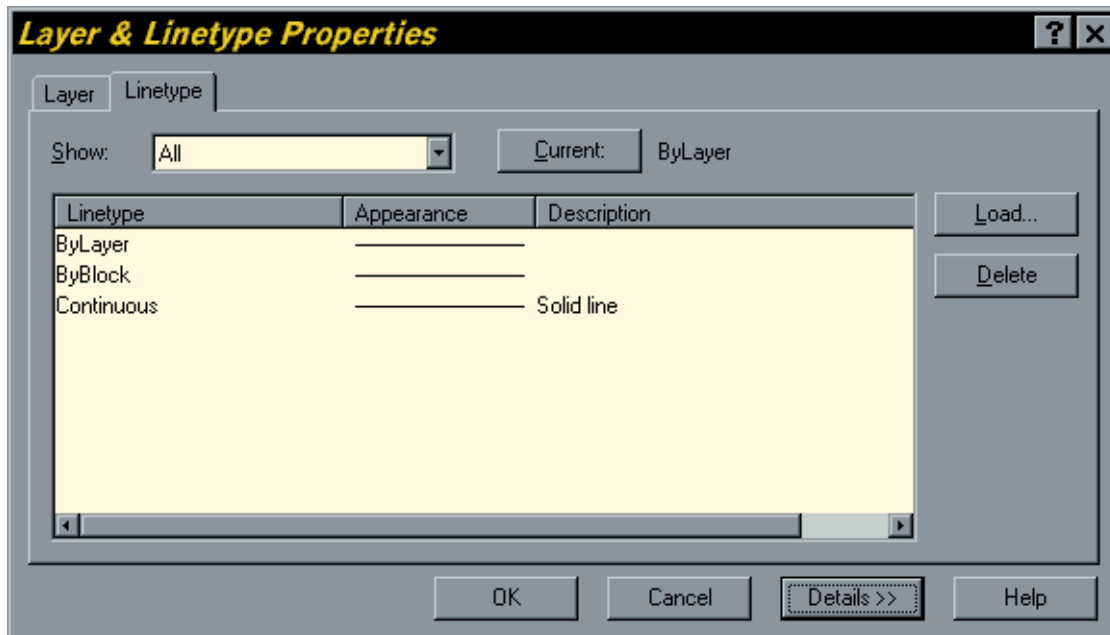 Layer & Linetype Properties ? ×
Layer Linetype
Show: All Current: ByLayer
Linetype Appearance Description
ByLayer
ByBlock
Continuous Solid line
Load...
Delete
OK Cancel Details >> Help